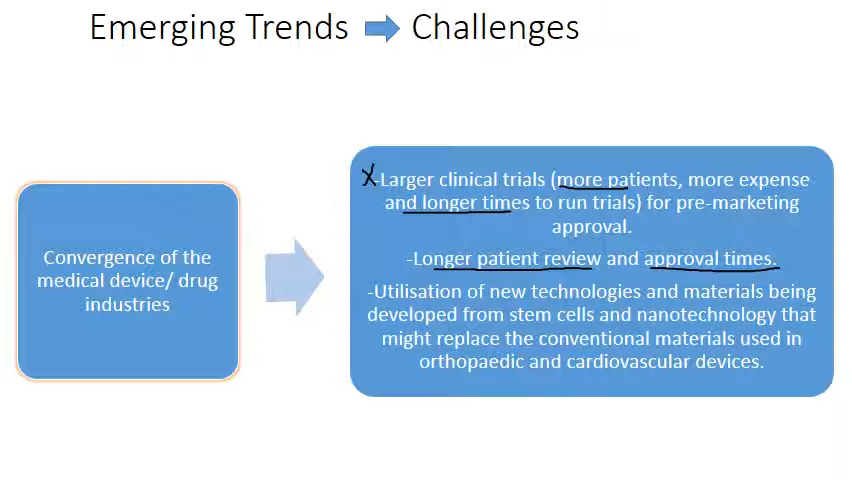 Emerging Trends Challenges
Convergence of the
medical device/ drug
industries
X-Larger clinical trials (more patients, more expense
and longer times to run trials) for pre-marketing
approval.
-Longer patient review and approval times.
-Utilisation of new technologies and materials being
developed from stem cells and nanotechnology that
might replace the conventional materials used in
orthopaedic and cardiovascular devices.